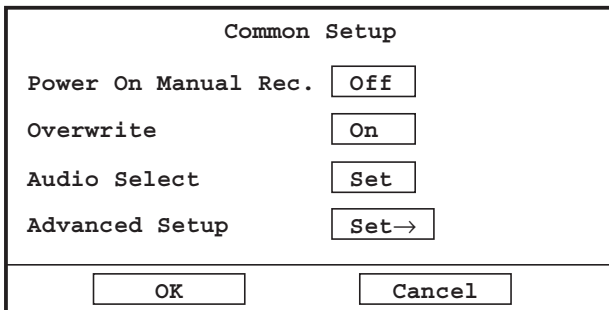 Common Setup
Power On Manual Rec. Off
Overwrite On
Audio Select Set
Advanced Setup Set→
OK Cancel